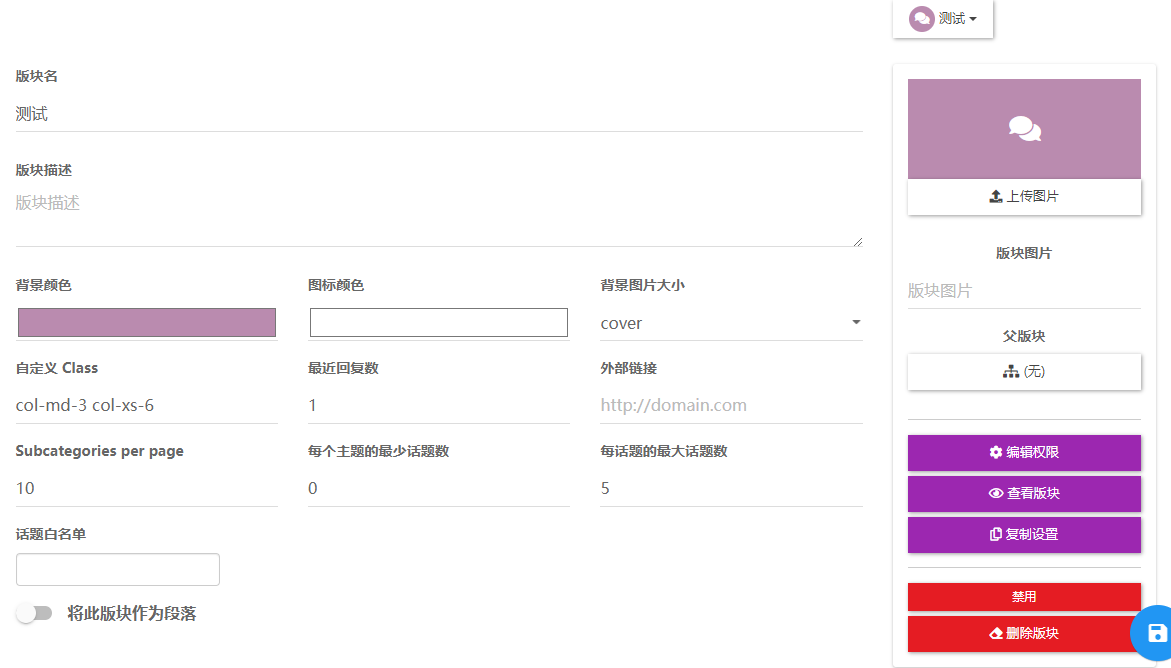 测试
版块名
测试
版块描述
版块描述
背景颜色
图标颜色
背景图片大小
cover
自定义 Class
最近回复数
外部链接
col-md-3 col-xs-6
1
http://domain.com
Subcategories per page
每个主题的最少话题数
每话题的最大话题数
10
0
5
话题白名单
将此版块作为段落
上传图片
版块图片
版块图片
父版块
(无)
编辑权限
查看版块
复制设置
禁用
删除版块